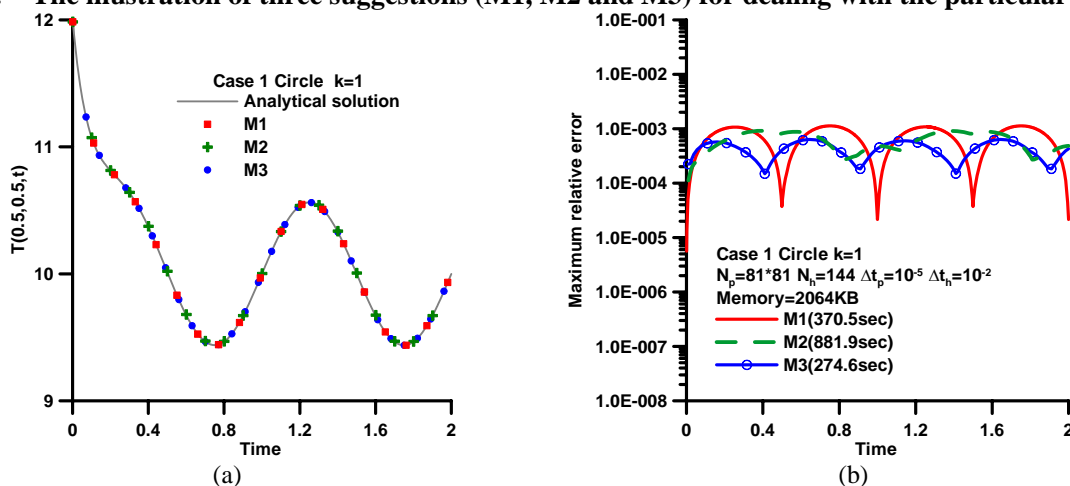 The illustration of three suggestions (M1, M2 and M3) for dealing with the particular
12
11
10
9
T(0.5,0.5,t)
0
0.4
0.8
1.2
1.6
2
Time
Case 1 Circle k=1
Analytical solution
M1
M2
M3
(a)
1.0E-001
1.0E-002
1.0E-003
1.0E-004
1.0E-005
1.0E-006
1.0E-007
1.0E-008
Maximum relative error
0
0.4
0.8
1.2
1.6
2
Time
Case 1 Circle k=1
Np=81*81 Nh=144 Δtp=10-5 Δth=10-2
Memory=2064KB
M1(370.5sec)
M2(881.9sec)
M3(274.6sec)
(b)